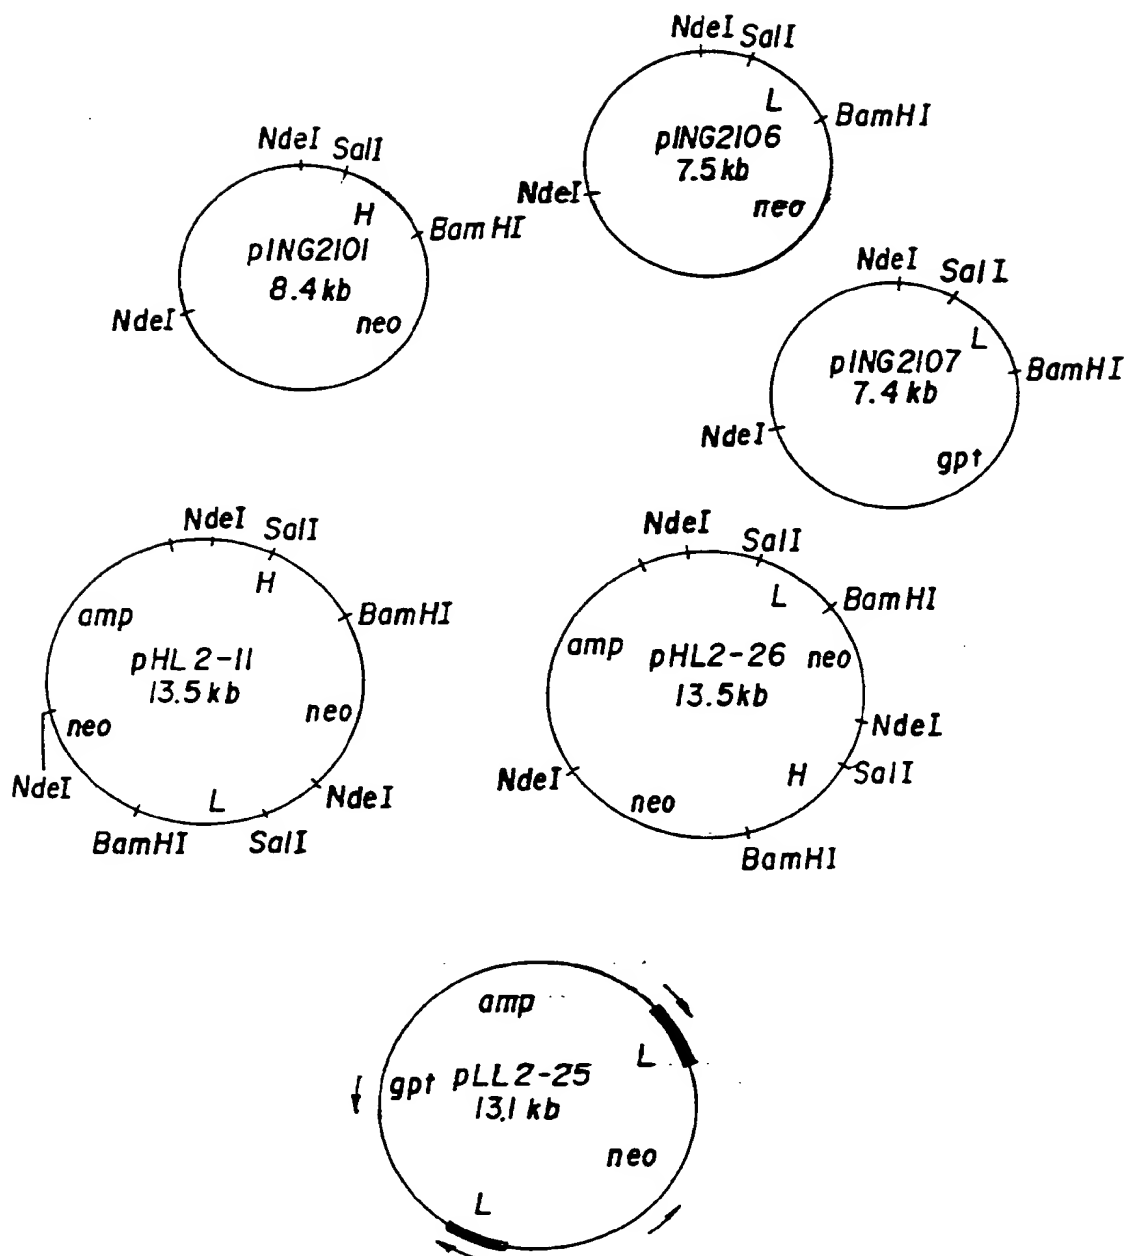 NdeI SalI
L
BamHI
pING2106
7.5 kb
NdeI
neo
NdeI SalI
H
BamHI
pING2101
8.4 kb
NdeI
neo
NdeI SalI
L
BamHI
pING2107
7.4 kb
NdeI
gpt
NdeI SalI
H
BamHI
amp
pHL2-11
13.5 kb
neo
neo
NdeI
NdeI
L
BamHI SalI
NdeI SalI
L
BamHI
amp
pHL2-26
13.5 kb
neo
NdeI
SalI
H
NdeI
neo
BamHI
amp
L
gpt
pLL2-25
13.1 kb
neo
L